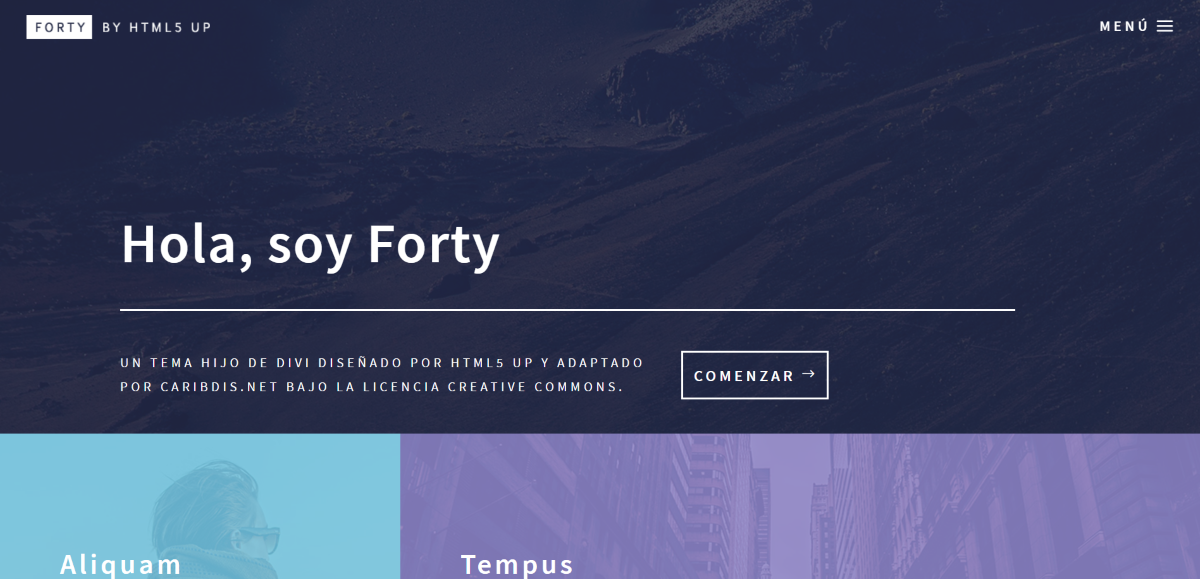 FORTY BY HTML5 UP
MENÚ
Hola, soy Forty
UN TEMA HIJO DE DIVI DISEÑADO POR HTML5 UP Y ADAPTADO
POR CARIBDIS.NET BAJO LA LICENCIA CREATIVE COMMONS.
COMENZAR →
Aliquam
Tempus